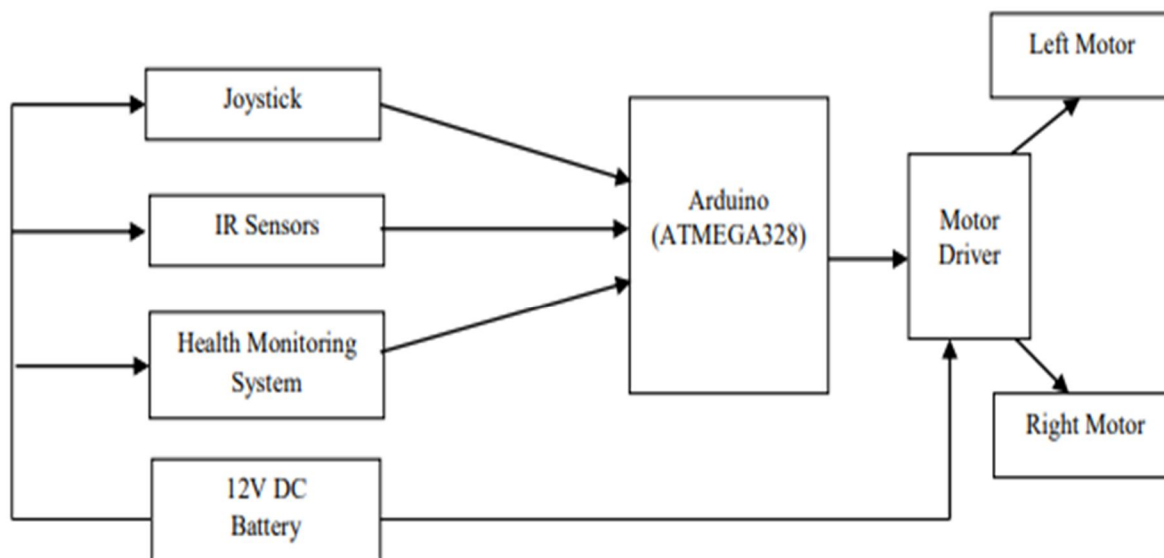 Left Motor
Joystick
Arduino
(ATMEGA328)
IR Sensors
Motor
Driver
Health Monitoring
System
Right Motor
12V DC
Battery